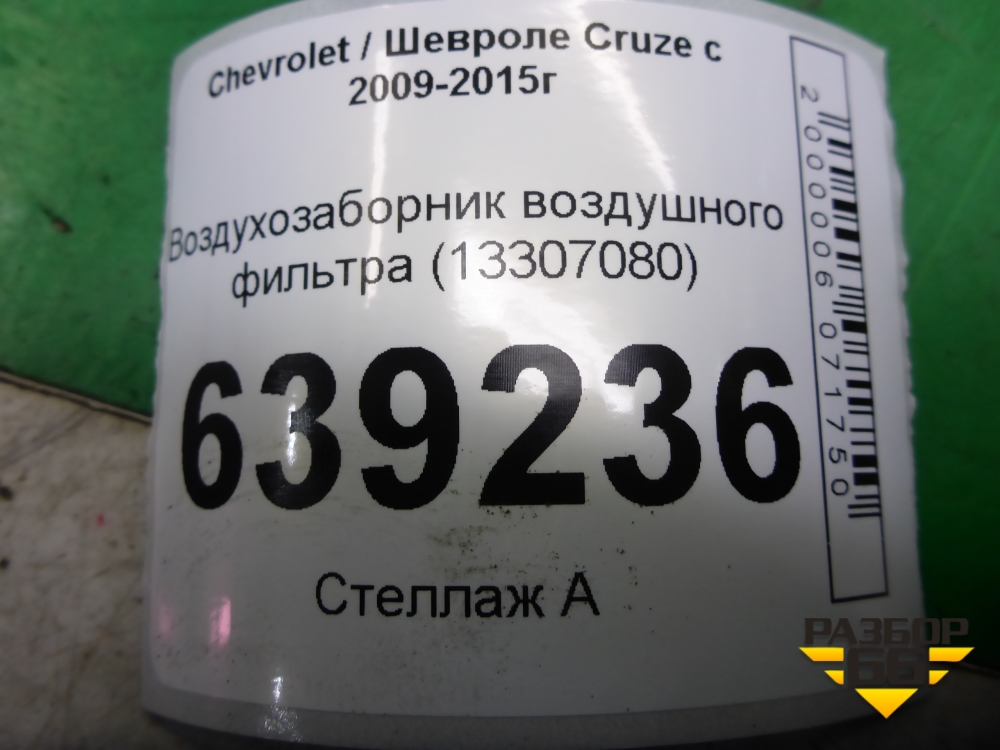 Chevrolet / Шевроле Cruze с
2009-2015г
Воздухозаборник воздушного
фильтра (13307080)
639236
Стеллаж А
2000006071750
РАЗБОР
66